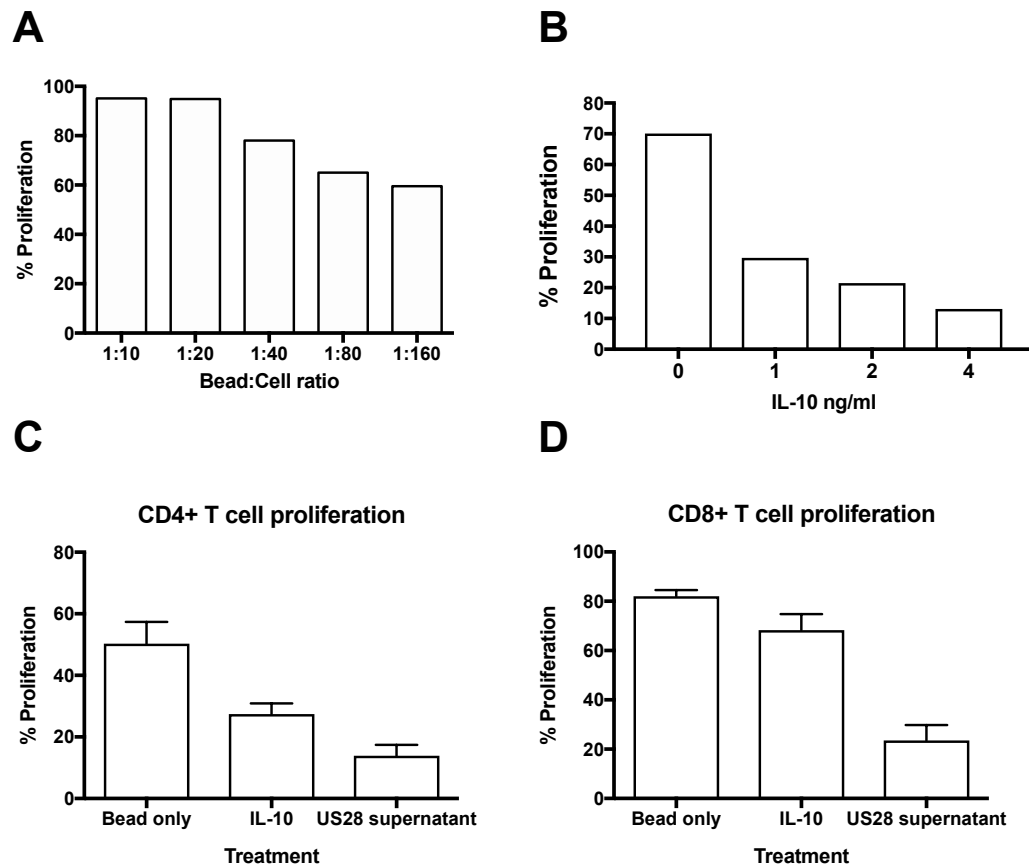 A
100
80
60
40
20
0
% Proliferation
1:10 1:20 1:40 1:80 1:160
Bead:Cell ratio
B
80
70
60
50
40
30
20
10
0
% Proliferation
0 1 2 4
IL-10 ng/ml
C
CD4+ T cell proliferation
80
60
40
20
0
% Proliferation
Bead only IL-10 US28 supernatant
Treatment
D
CD8+ T cell proliferation
100
80
60
40
20
0
% Proliferation
Bead only IL-10 US28 supernatant
Treatment